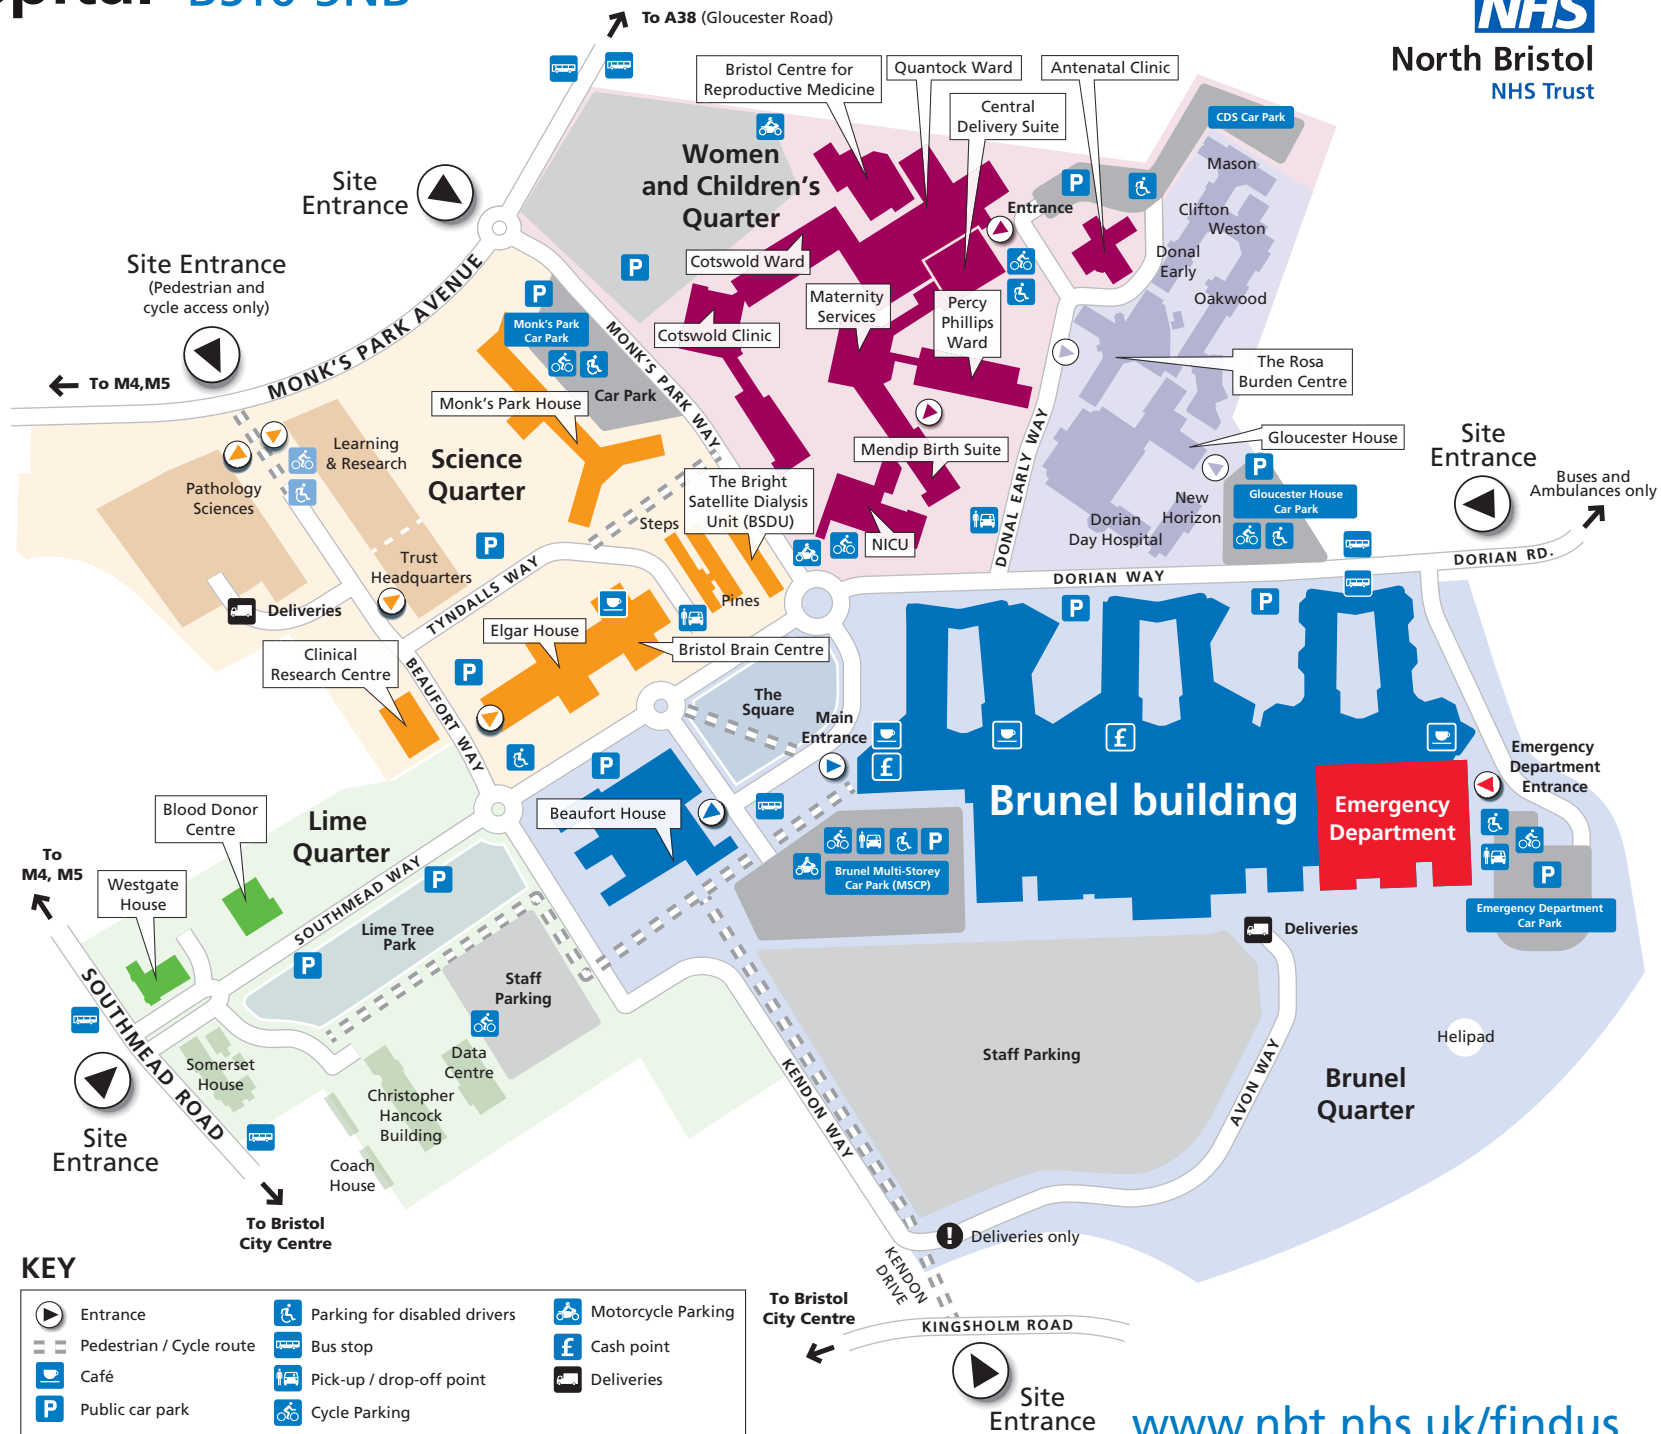 BS10 5NB
NHS
North Bristol
NHS Trust
To A38 (Gloucester Road)
Bristol Centre for
Reproductive Medicine
Quantock Ward
Antenatal Clinic
Central
Delivery Suite
CDS Car Park
Women
and Children's
Quarter
Mason
Site
Entrance
P
Entrance
Clifton
Weston
Donal
Early
Oakwood
Cotswold Ward
P
Site Entrance
(Pedestrian and
cycle access only)
P
Monk's Park
Car Park
Maternity
Services
Percy
Phillips
Ward
Cotswold Clinic
MONK'S PARK AVENUE
MONK'S PARK WAY
Car Park
The Rosa
Burden Centre
To M4,M5
Monk's Park House
Learning
& Research
Science
Quarter
Mendip Birth Suite
Gloucester House
Site
Entrance
Buses and
Ambulances only
P
Gloucester House
Car Park
Pathology
Sciences
The Bright
Satellite Dialysis
Unit (BSDU)
Steps
New
Horizon
Dorian
Day Hospital
DONAL EARLY WAY
NICU
P
Trust
Headquarters
TYNDALLS WAY
DORIAN WAY
DORIAN RD.
Deliveries
Pines
P
P
Elgar House
Bristol Brain Centre
Clinical
Research Centre
P
BEAUFORT WAY
The
Square
Main
Entrance
£
£
Emergency
Department
Entrance
P
Brunel building
Emergency
Department
Blood Donor
Centre
Lime
Quarter
Beaufort House
P
Brunel Multi-Storey
Car Park (MSCP)
To
M4, M5
Westgate
House
SOUTHMEAD WAY
P
P
Emergency Department
Car Park
Lime Tree
Park
Deliveries
P
Staff
Parking
SOUTHMEAD ROAD
Somerset
House
Data
Centre
Staff Parking
Helipad
KENDON WAY
AVON WAY
Brunel
Quarter
Christopher
Hancock
Building
Site
Entrance
Coach
House
To Bristol
City Centre
! Deliveries only
KENDON
DRIVE
To Bristol
City Centre
KINGSHOLM ROAD
Site
Entrance
KEY
Entrance
Pedestrian / Cycle route
Café
P Public car park
Parking for disabled drivers
Bus stop
Pick-up / drop-off point
Cycle Parking
Motorcycle Parking
£ Cash point
Deliveries
www.nbt.nhs.uk/findus